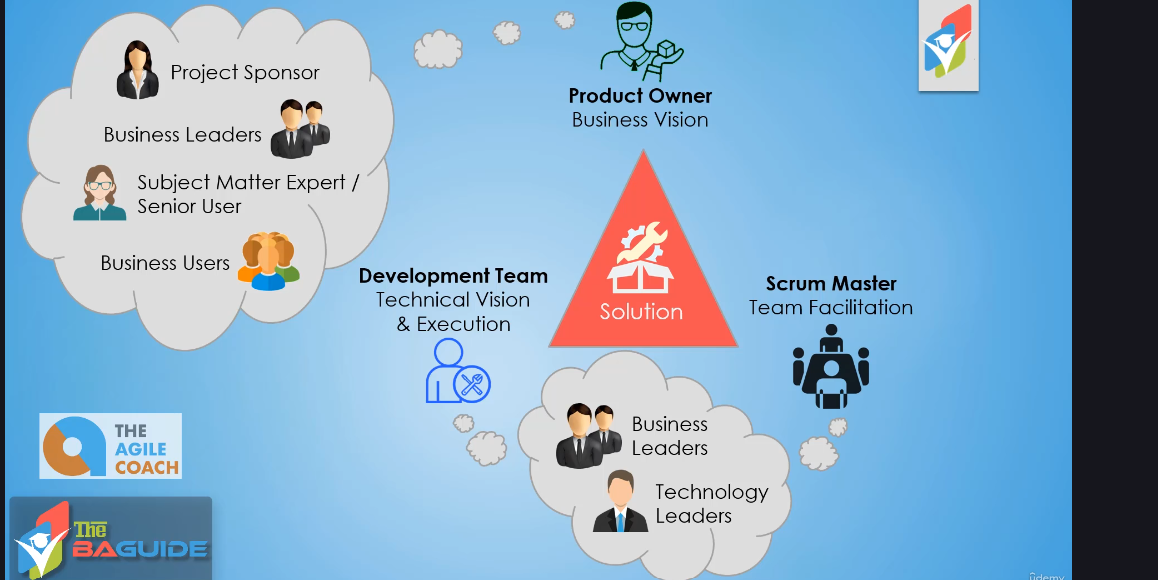 Project Sponsor
Business Leaders
Subject Matter Expert /
Senior User
Business Users
Product Owner
Business Vision
Development Team
Technical Vision
& Execution
Solution
Scrum Master
Team Facilitation
Business
Leaders
Technology
Leaders
THE
AGILE
COACH
The
BAGUIDE
udemy